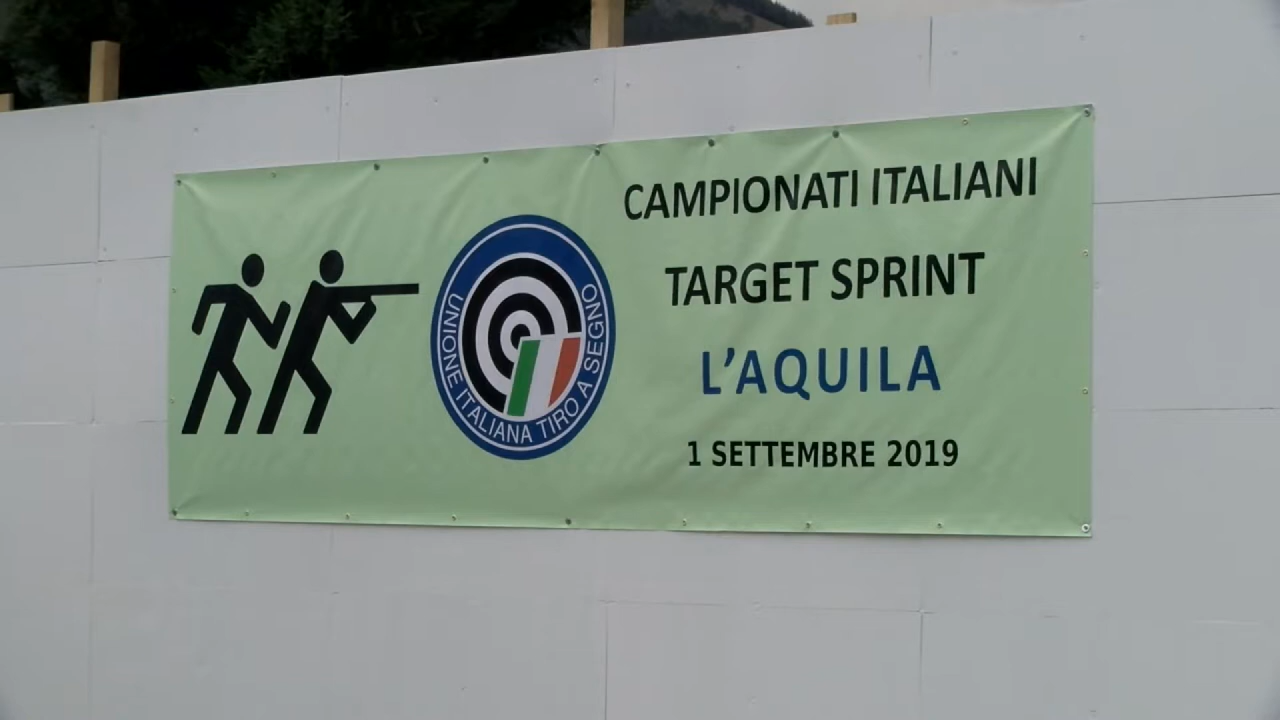 UNIONE ITALIANA TIRO A SEGNO
CAMPIONATI ITALIANI
TARGET SPRINT
L'AQUILA
1 SETTEMBRE 2019